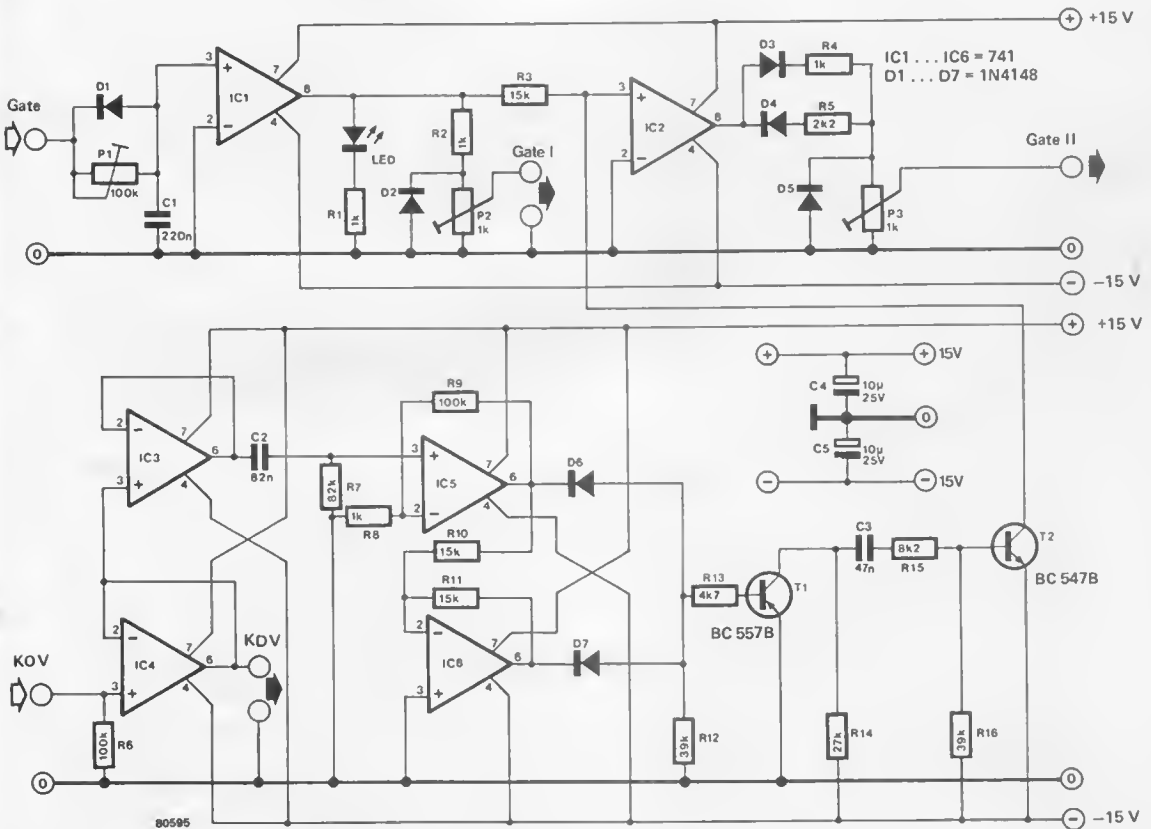 + +15 V
IC1 . . . IC6 = 741
D1 . . . D7 = 1N4148
Gate
D1
P1
100k
C1
220n
3
+
IC1
2
−
7
4
6
LED
R1
1k
R2
1k
D2
P2
1k
Gate I
R3
15k
3
+
IC2
2
−
7
4
6
D3
R4
1k
D4
R5
2k2
D5
P3
1k
Gate II
0
0
− −15 V
+ +15 V
2
−
IC3
3
+
7
6
4
C2
82n
R7
82k
R8
1k
R9
100k
3
+
IC5
2
−
7
6
4
D6
R10
15k
R11
15k
2
−
IC6
3
+
7
6
4
D7
R12
39k
R13
4k7
T1
BC 557B
C3
47n
R15
8k2
T2
BC 547B
R14
27k
R16
39k
+
+ 15V
C4
10µ
25V
0
C5
10µ
25V
−
− 15V
2
−
IC4
3
+
7
6
4
KOV
KDV
R6
100k
0
0
− −15 V
80595